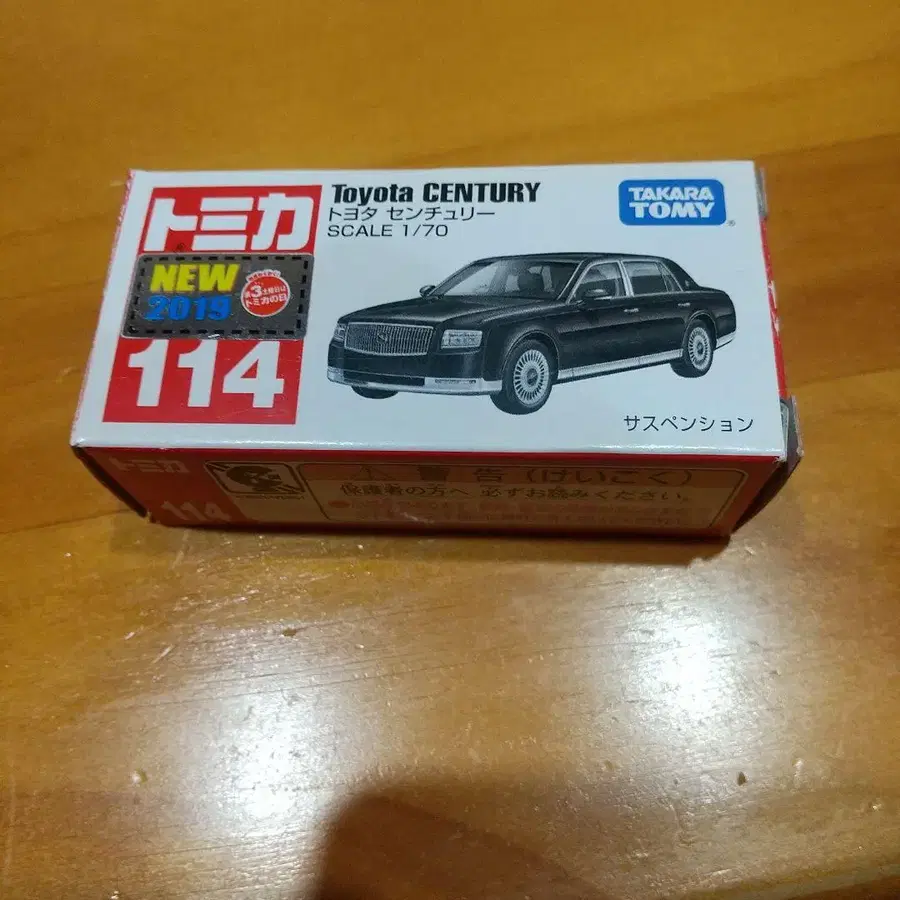 トミカ
NEW
2019
第3土曜日は
トミカの日
114
Toyota CENTURY
トヨタ センチュリー
SCALE 1/70
TAKARA
TOMY
サスペンション
トミカ
114
警告(けいこく)
保護者の方へ 必ずお読みください。